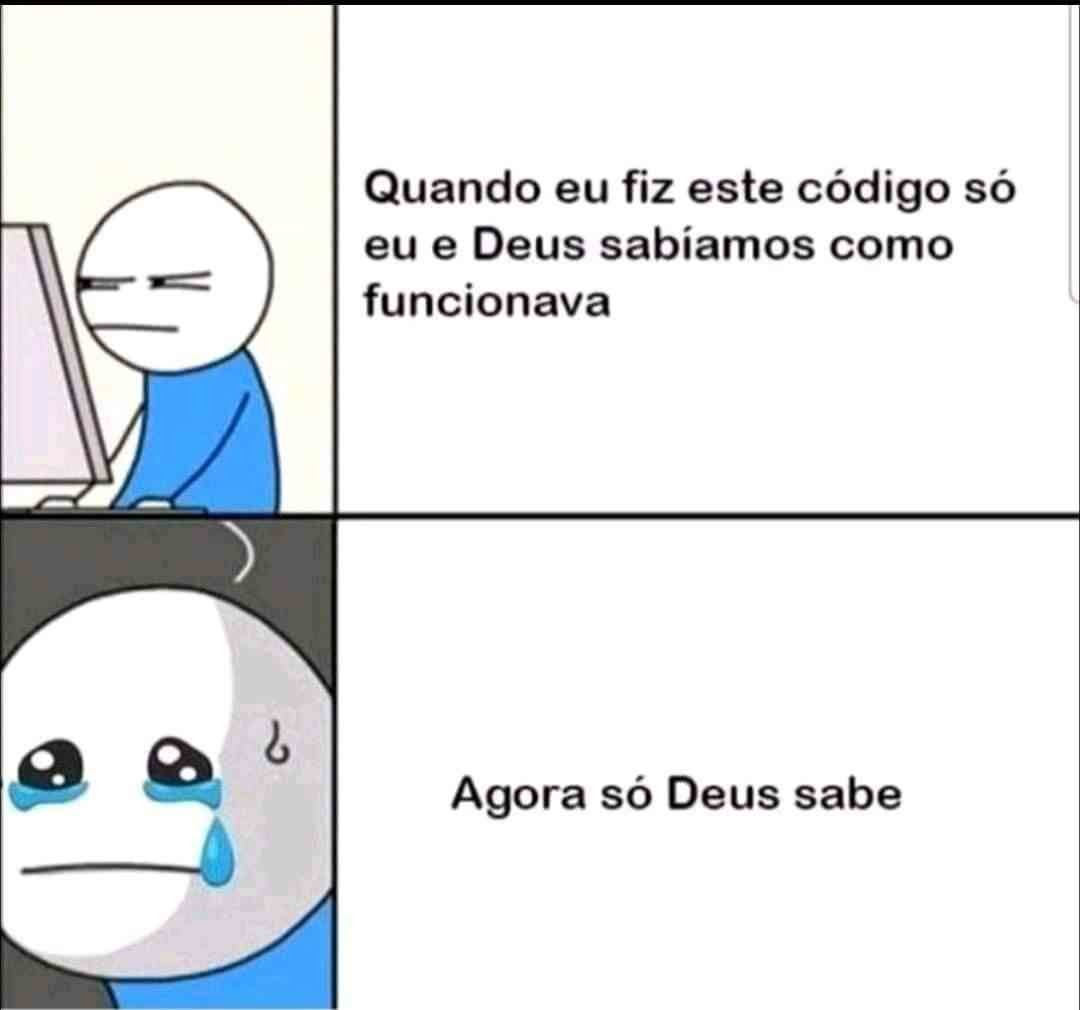 Quando eu fiz este código só
eu e Deus sabíamos como
funcionava
Agora só Deus sabe